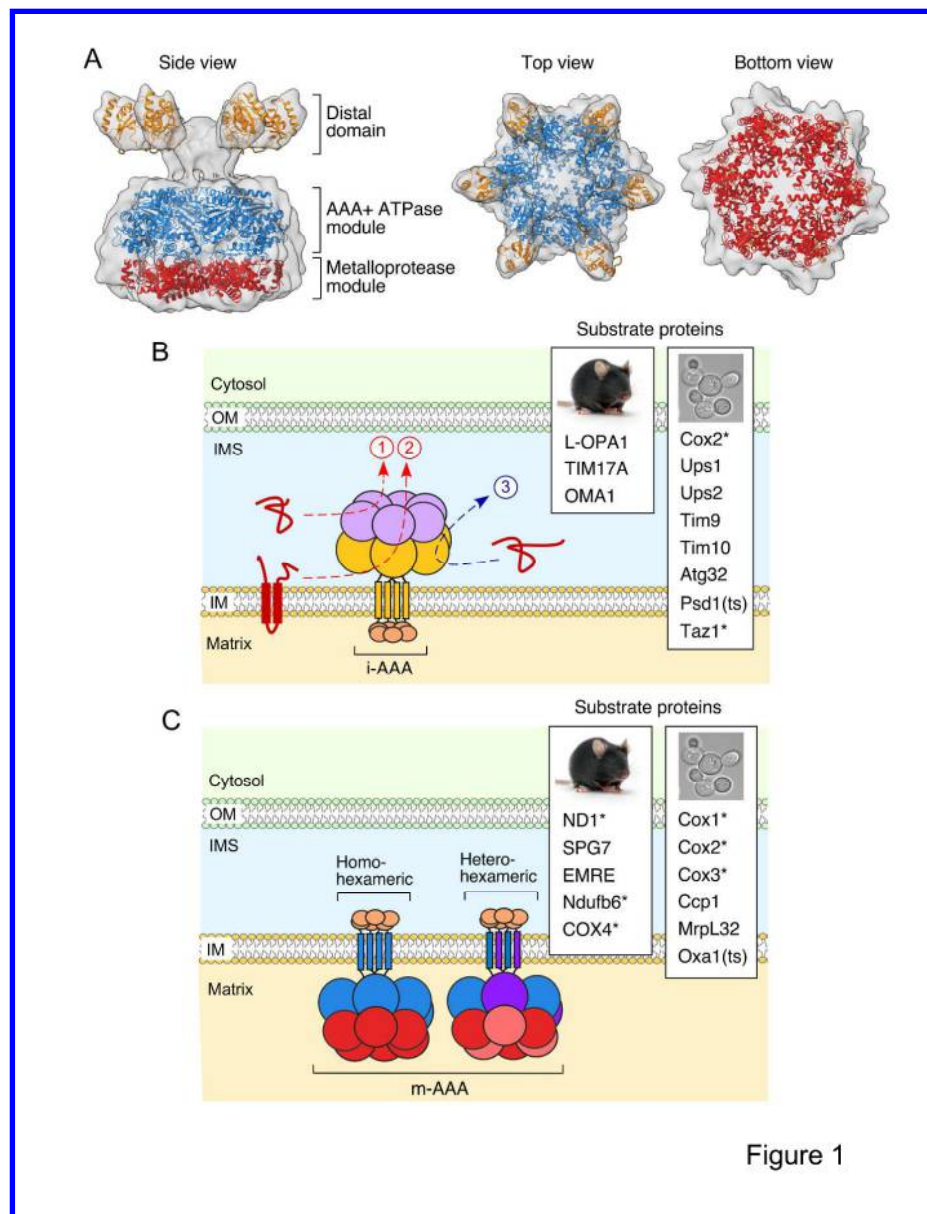 A
Side view
Top view
Bottom view
Distal
domain
AAA+ ATPase
module
Metalloprotease
module
B
Substrate proteins
Cytosol
OM
IMS
IM
Matrix
1
2
3
i-AAA
L-OPA1
TIM17A
OMA1
Cox2*
Ups1
Ups2
Tim9
Tim10
Atg32
Psd1(ts)
Taz1*
C
Substrate proteins
Cytosol
OM
IMS
Homo-
hexameric
Hetero-
hexameric
IM
Matrix
m-AAA
ND1*
SPG7
EMRE
Ndufb6*
COX4*
Cox1*
Cox2*
Cox3*
Ccp1
MrpL32
Oxa1(ts)
Figure 1